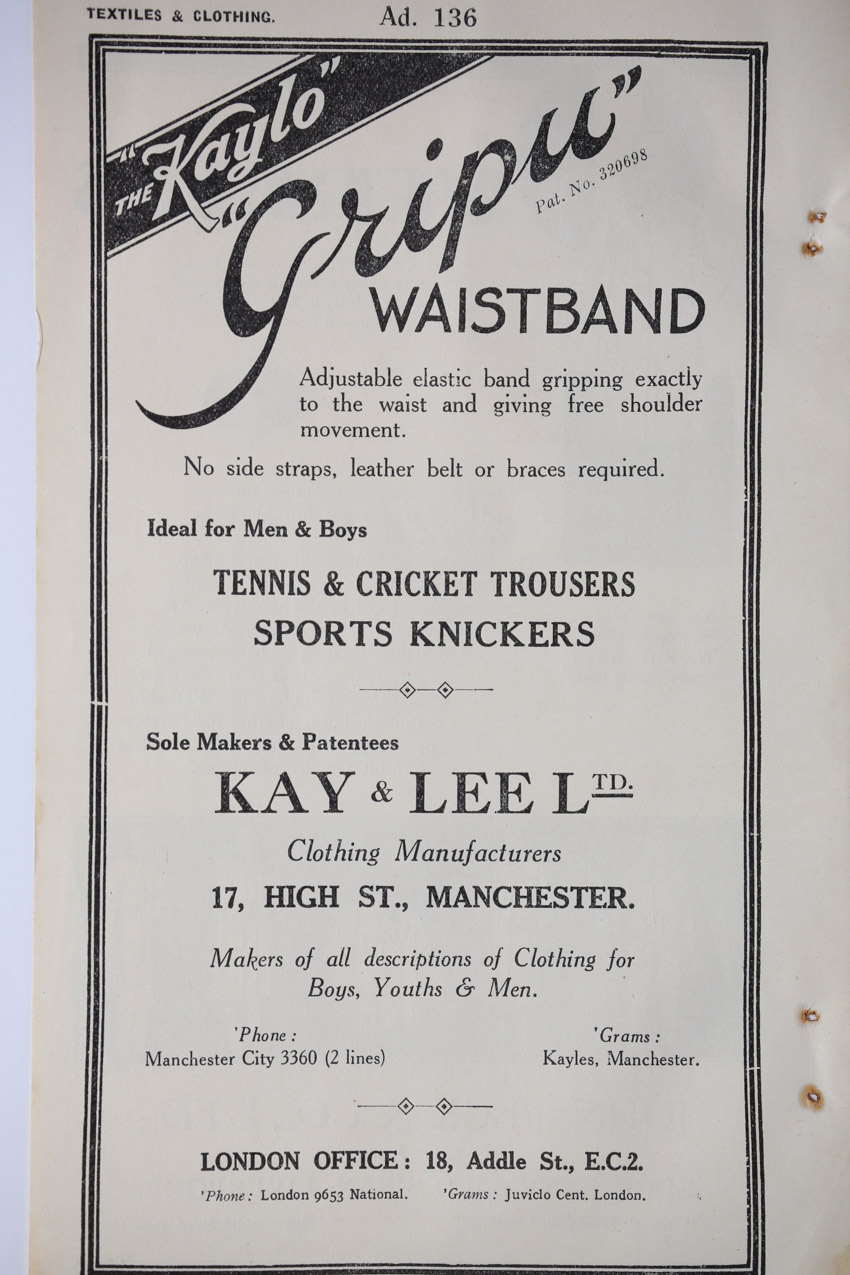 TEXTILES & CLOTHING.
Ad. 136
THE "Kaylo"
"Gripu"
Pat. No. 320698
WAISTBAND
Adjustable elastic band gripping exactly
to the waist and giving free shoulder
movement.
No side straps, leather belt or braces required.
Ideal for Men & Boys
TENNIS & CRICKET TROUSERS
SPORTS KNICKERS
Sole Makers & Patentees
KAY & LEE LTD.
Clothing Manufacturers
17, HIGH ST., MANCHESTER.
Makers of all descriptions of Clothing for
Boys, Youths & Men.
'Phone :
Manchester City 3360 (2 lines)
'Grams :
Kayles, Manchester.
LONDON OFFICE : 18, Addle St., E.C.2.
'Phone : London 9653 National. 'Grams : Juviclo Cent. London.